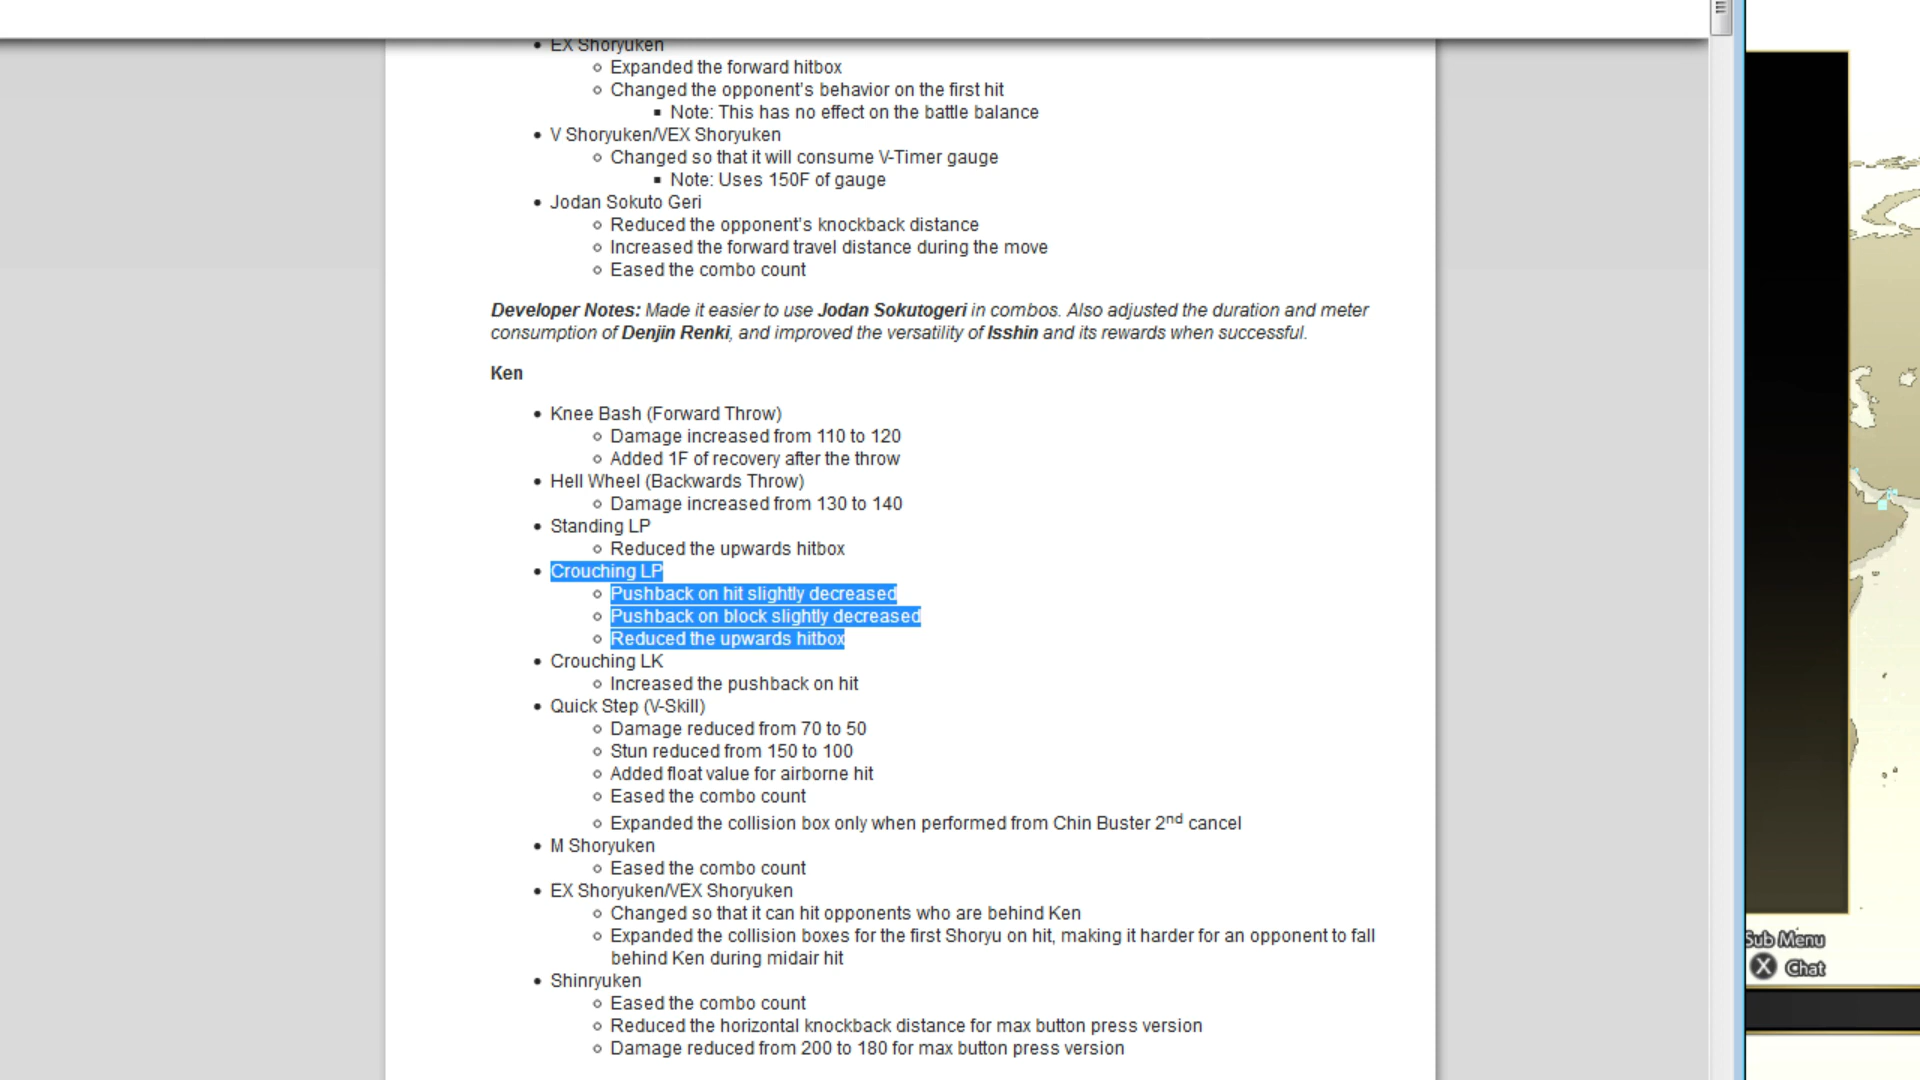 EX Shoryuken
Expanded the forward hitbox
Changed the opponent's behavior on the first hit
Note: This has no effect on the battle balance
V Shoryuken/VEX Shoryuken
Changed so that it will consume V-Timer gauge
Note: Uses 150F of gauge
Jodan Sokuto Geri
Reduced the opponent's knockback distance
Increased the forward travel distance during the move
Eased the combo count
Developer Notes: Made it easier to use Jodan Sokutogeri in combos. Also adjusted the duration and meter
consumption of Denjin Renki, and improved the versatility of Isshin and its rewards when successful.
Ken
Knee Bash (Forward Throw)
Damage increased from 110 to 120
Added 1F of recovery after the throw
Hell Wheel (Backwards Throw)
Damage increased from 130 to 140
Standing LP
Reduced the upwards hitbox
Crouching LP
Pushback on hit slightly decreased
Pushback on block slightly decreased
Reduced the upwards hitbox
Crouching LK
Increased the pushback on hit
Quick Step (V-Skill)
Damage reduced from 70 to 50
Stun reduced from 150 to 100
Added float value for airborne hit
Eased the combo count
Expanded the collision box only when performed from Chin Buster 2nd cancel
M Shoryuken
Eased the combo count
EX Shoryuken/VEX Shoryuken
Changed so that it can hit opponents who are behind Ken
Expanded the collision boxes for the first Shoryu on hit, making it harder for an opponent to fall
behind Ken during midair hit
Shinryuken
Eased the combo count
Reduced the horizontal knockback distance for max button press version
Damage reduced from 200 to 180 for max button press version
Sub Menu
X Chat